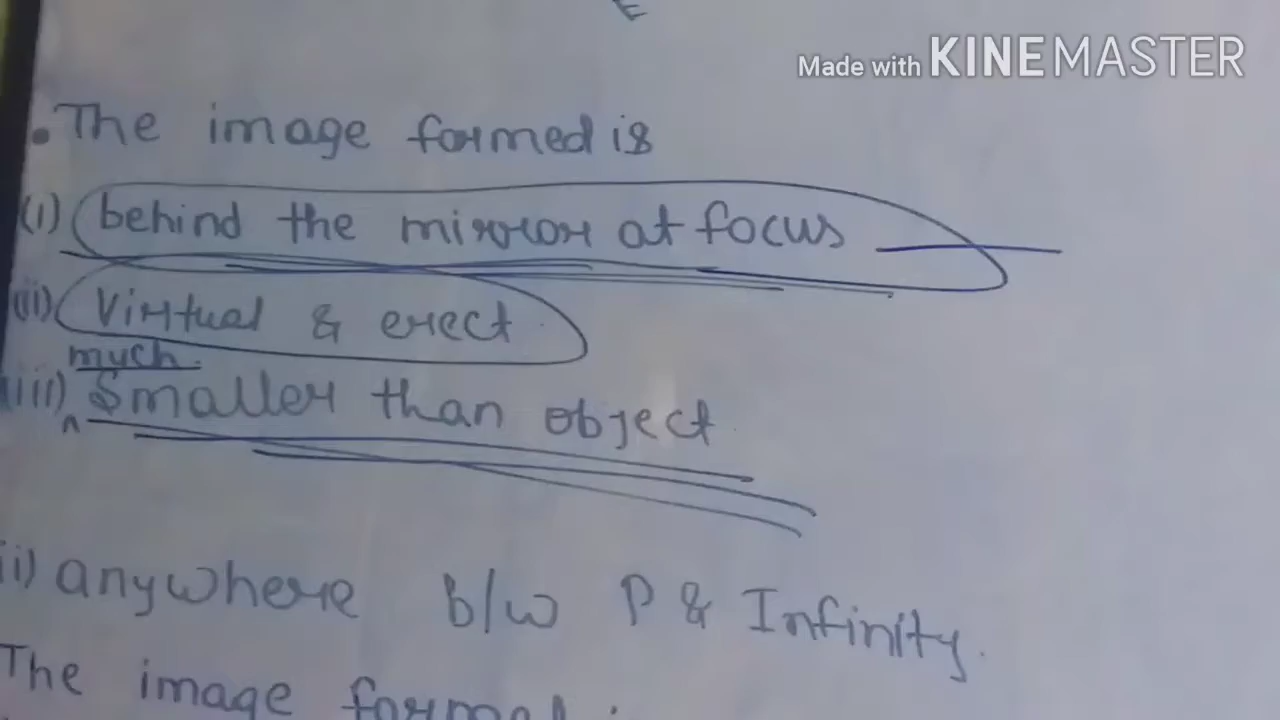 Made with KINEMASTER
. The image formed is
(i) behind the mirror at focus
(ii) Virtual & erect
much.
(iii) Smaller than object
ii) anywhere b/w P & Infinity.
The image